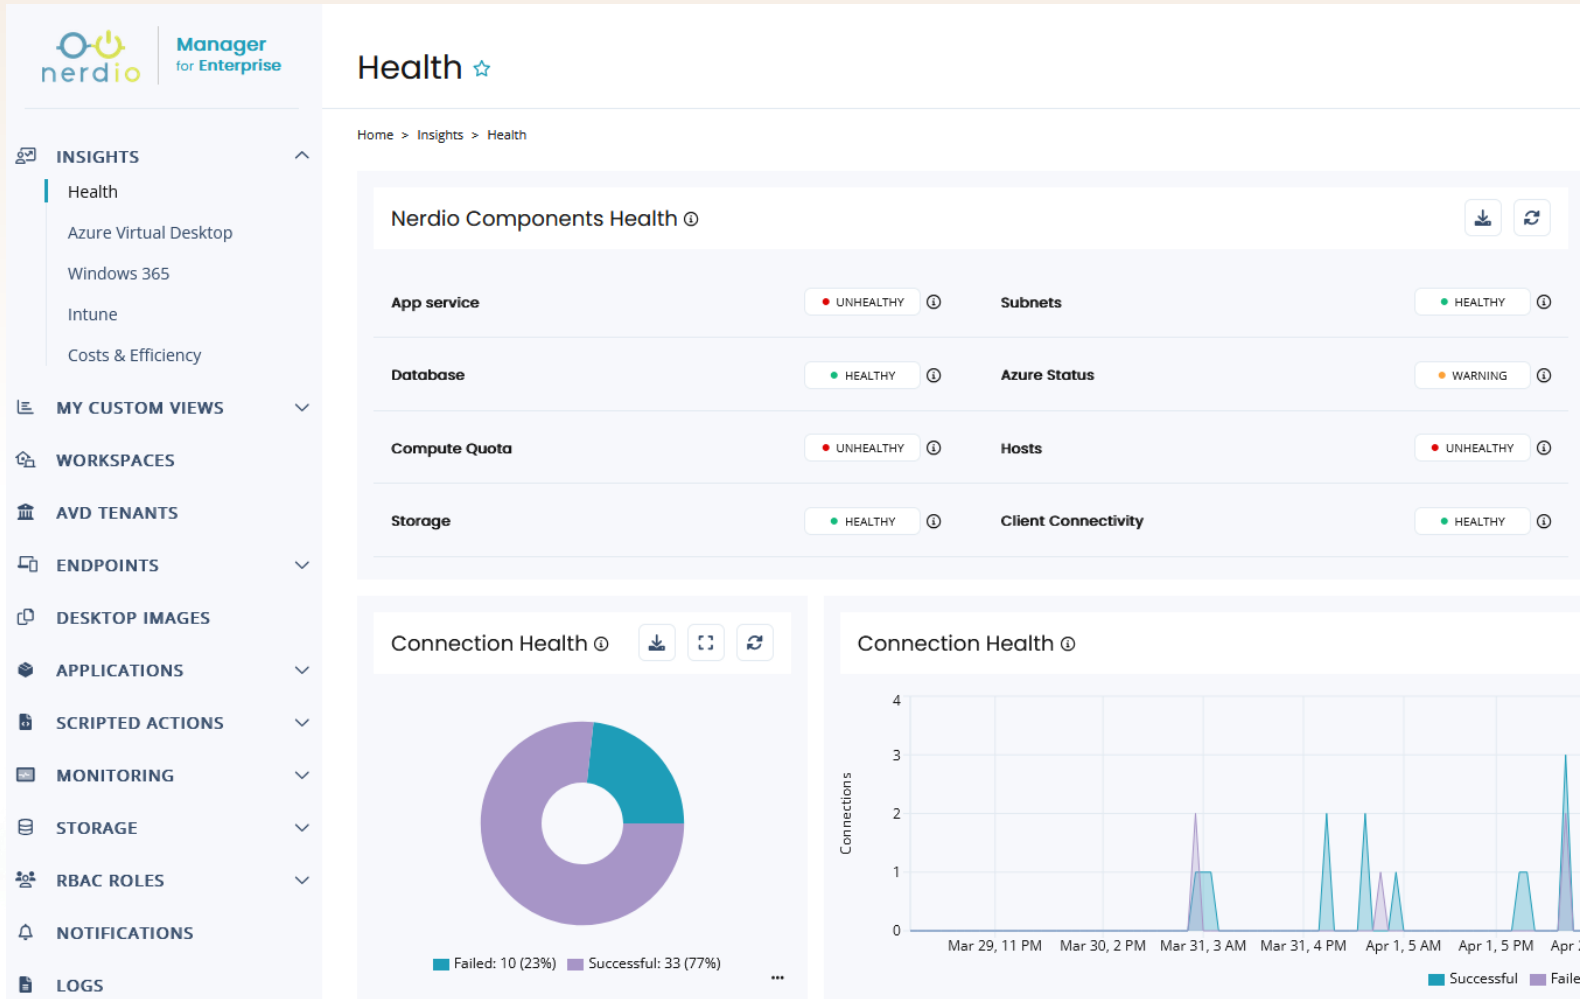 nerdio
Manager
for Enterprise
INSIGHTS
Health
Azure Virtual Desktop
Windows 365
Intune
Costs & Efficiency
MY CUSTOM VIEWS
WORKSPACES
AVD TENANTS
ENDPOINTS
DESKTOP IMAGES
APPLICATIONS
SCRIPTED ACTIONS
MONITORING
STORAGE
RBAC ROLES
NOTIFICATIONS
LOGS
Health
Home > Insights > Health
Nerdio Components Health
App service UNHEALTHY
Subnets HEALTHY
Database HEALTHY
Azure Status WARNING
Compute Quota UNHEALTHY
Hosts UNHEALTHY
Storage HEALTHY
Client Connectivity HEALTHY
Connection Health
Failed: 10 (23%) Successful: 33 (77%)
Connection Health
Connections
4
3
2
1
0
Mar 29, 11 PM Mar 30, 2 PM Mar 31, 3 AM Mar 31, 4 PM Apr 1, 5 AM Apr 1, 5 PM Apr
Successful Faile